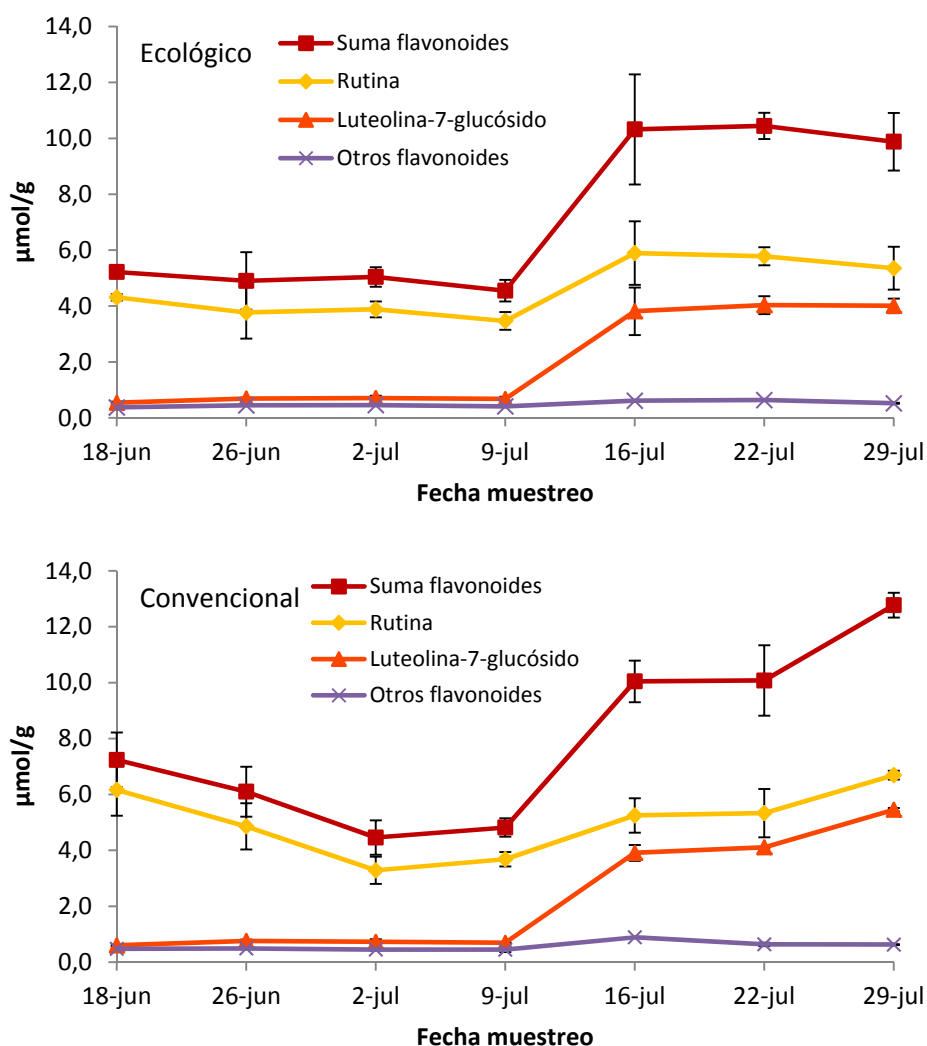 14,0
12,0
10,0
8,0
6,0
4,0
2,0
0,0
µmol/g
Ecológico
Suma flavonoides
Rutina
Luteolina-7-glucósido
Otros flavonoides
18-jun 26-jun 2-jul 9-jul 16-jul 22-jul 29-jul
Fecha muestreo
14,0
12,0
10,0
8,0
6,0
4,0
2,0
0,0
µmol/g
Convencional
Suma flavonoides
Rutina
Luteolina-7-glucósido
Otros flavonoides
18-jun 26-jun 2-jul 9-jul 16-jul 22-jul 29-jul
Fecha muestreo